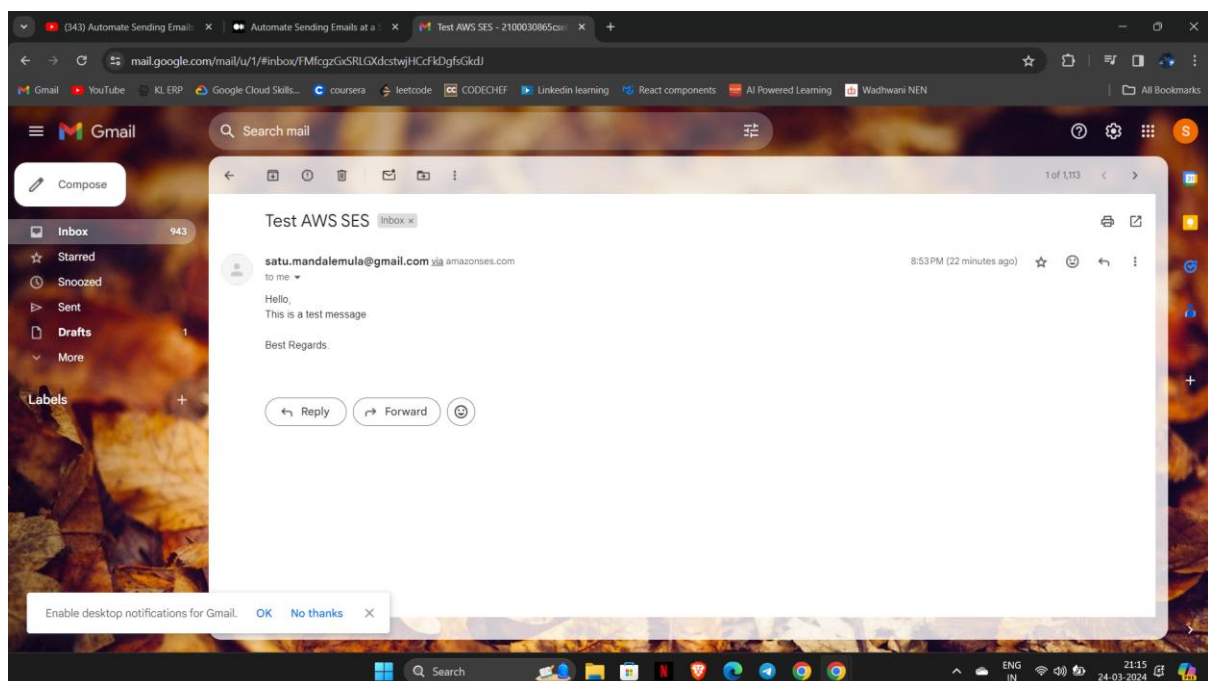 (343) Automate Sending Emails
Automate Sending Emails at a S
Test AWS SES - 2100030865cse
mail.google.com/mail/u/1/#inbox/FMfcgzGxSRLGXdcstwjHCcFkDgfsGkdJ
Gmail YouTube KL ERP Google Cloud Skills... coursera leetcode CODECHEF Linkedin learning React components AI Powered Learning Wadhwani NEN All Bookmarks
Gmail
Search mail
S
Compose
1 of 1,113
Inbox 943
Starred
Snoozed
Sent
Drafts 1
More
Labels
Test AWS SES Inbox ×
satu.mandalemula@gmail.com via amazonses.com
8:53 PM (22 minutes ago)
to me
Hello,
This is a test message
Best Regards.
Reply Forward
Enable desktop notifications for Gmail. OK No thanks
Search
ENG
IN
21:15
24-03-2024